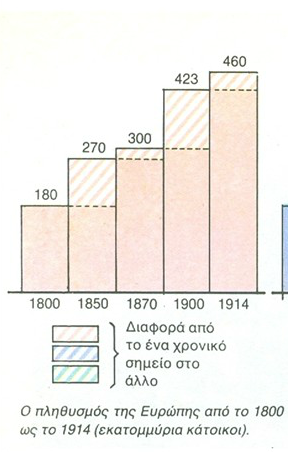 460
423
300
270
180
1800 1850 1870 1900 1914
Διαφορά από
το ένα χρονικό
σημείο στο
άλλο
Ο πληθυσμός της Ευρώπης από το 1800
ως το 1914 (εκατομμύρια κάτοικοι).